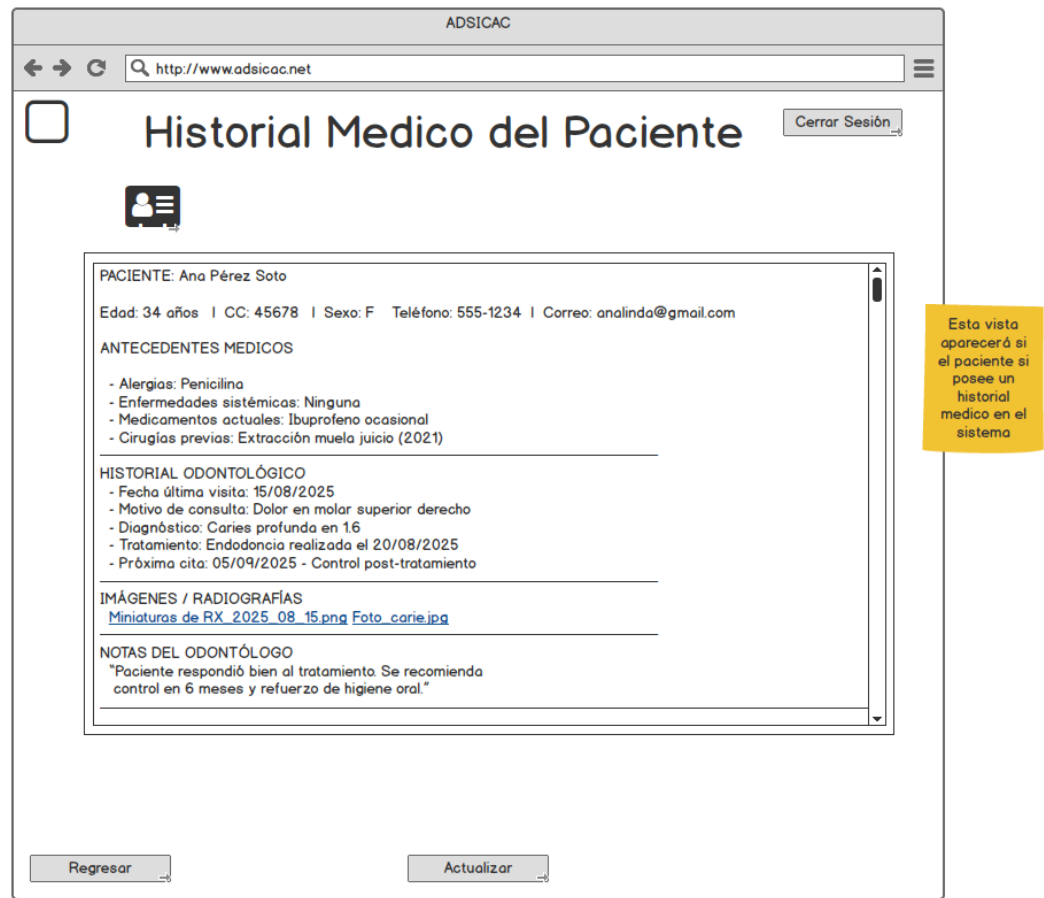 ADSICAC
http://www.adsicac.net
Historial Medico del Paciente
Cerrar Sesión
PACIENTE: Ana Pérez Soto
Edad: 34 años | CC: 45678 | Sexo: F Teléfono: 555-1234 | Correo: analinda@gmail.com
ANTECEDENTES MEDICOS
- Alergias: Penicilina
- Enfermedades sistémicas: Ninguna
- Medicamentos actuales: Ibuprofeno ocasional
- Cirugías previas: Extracción muela juicio (2021)
HISTORIAL ODONTOLÓGICO
- Fecha última visita: 15/08/2025
- Motivo de consulta: Dolor en molar superior derecho
- Diagnóstico: Caries profunda en 1.6
- Tratamiento: Endodoncia realizada el 20/08/2025
- Próxima cita: 05/09/2025 - Control post-tratamiento
IMÁGENES / RADIOGRAFÍAS
Miniaturas de RX_2025_08_15.png Foto_carie.jpg
NOTAS DEL ODONTÓLOGO
"Paciente respondió bien al tratamiento. Se recomienda
control en 6 meses y refuerzo de higiene oral."
Esta vista
aparecerá si
el paciente si
posee un
historial
medico en el
sistema
Regresar
Actualizar